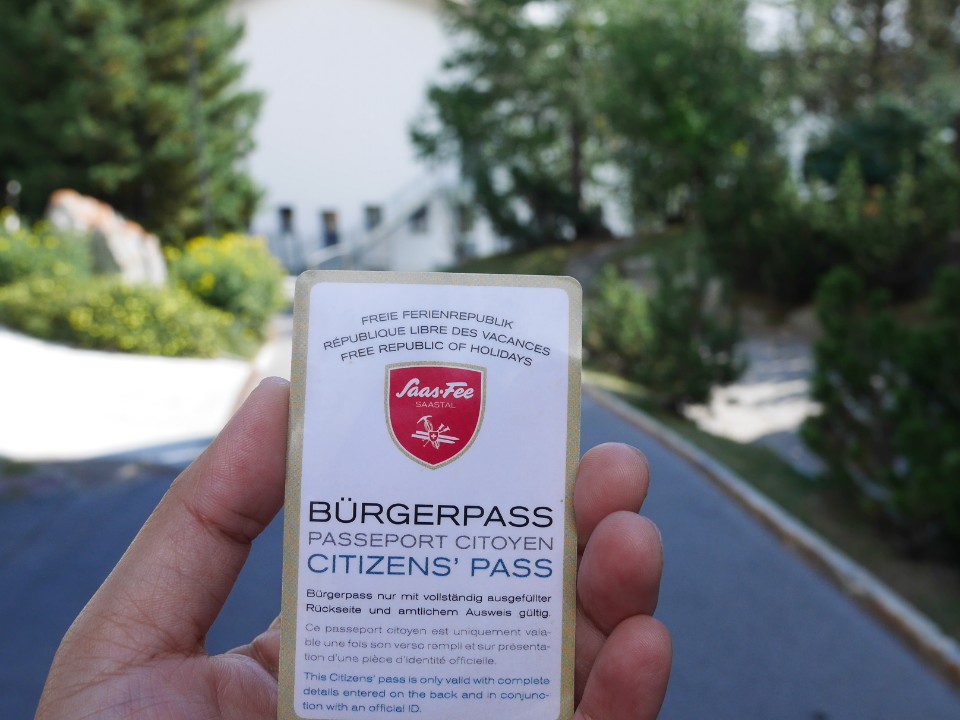 FREIE FERIENREPUBLIK
RÉPUBLIQUE LIBRE DES VACANCES
FREE REPUBLIC OF HOLIDAYS
Saas-Fee
SAASTAL
BÜRGERPASS
PASSEPORT CITOYEN
CITIZENS' PASS
Bürgerpass nur mit vollständig ausgefüllter
Rückseite und amtlichem Ausweis gültig.
Ce passeport citoyen est uniquement vala-
ble une fois son verso rempli et sur présenta-
tion d'une pièce d'identité officielle.
This Citizens' pass is only valid with complete
details entered on the back and in conjunc-
tion with an official ID.